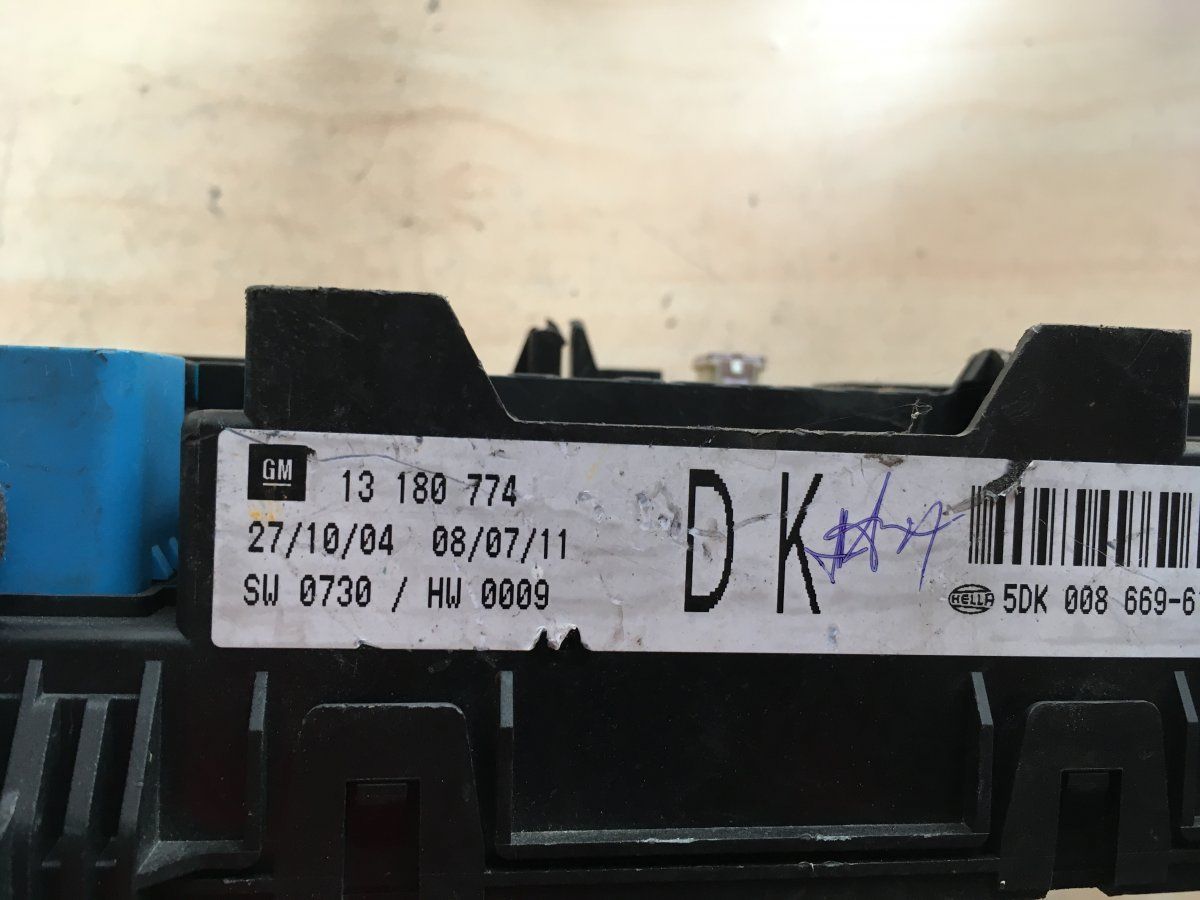 GM 13 180 774
27/10/04 08/07/11
SW 0730 / HW 0009
DK
HELLA 5DK 008 669-6